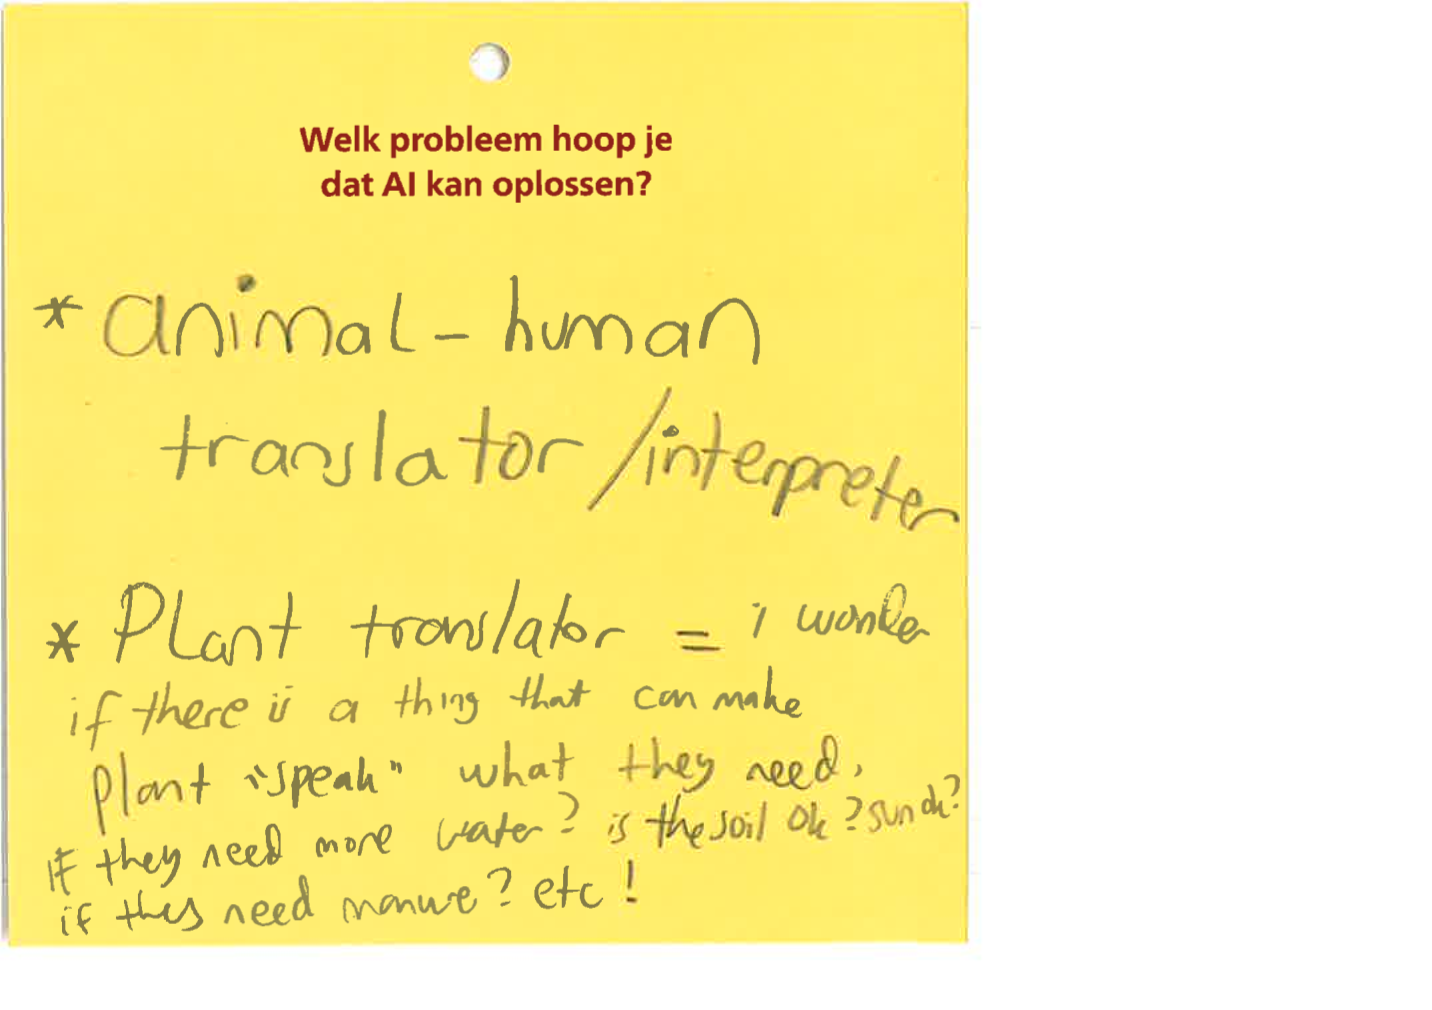 Welk probleem hoop je
dat AI kan oplossen?
* animal - human
translator / interpreter
* Plant translator = i wonder
if there is a thing that can make
plant "speak" what they need,
If they need more water? is the soil ok? sun ok?
if they need manure? etc!